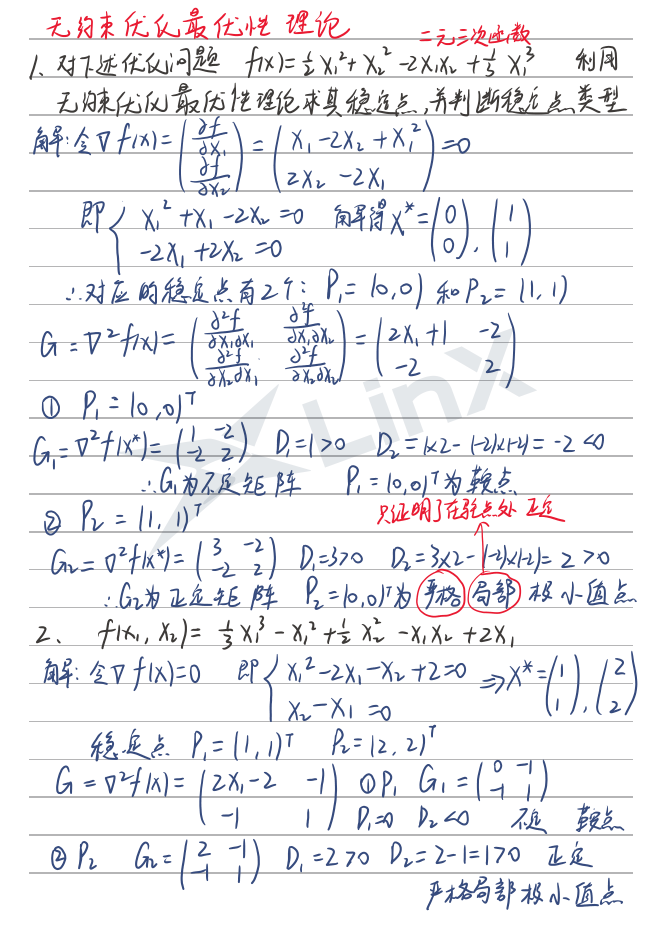 无约束优化最优性理论
二元三次函数
1. 对下述优化问题 f(x)=½x₁²+x₂²-2x₁x₂+⅓x₁³ 利用
无约束优化最优性理论求其稳定点,并判断稳定点类型
解:令∇f(x)=(∂f/∂x₁ ; ∂f/∂x₂)=(x₁-2x₂+x₁² ; 2x₂-2x₁)=0
即{x₁²+x₁-2x₂=0 ; -2x₁+2x₂=0 解得x*=(0 ; 0),(1 ; 1)
∴对应的稳定点有2个:P₁=(0,0)和P₂=(1,1)
G=∇²f(x)=(∂²f/∂x₁∂x₁ ∂²f/∂x₁∂x₂ ; ∂²f/∂x₂∂x₁ ∂²f/∂x₂∂x₂)=(2x₁+1 -2 ; -2 2)
① P₁=(0,0)ᵀ
G₁=∇²f(x*)=(1 -2 ; -2 2) D₁=1>0 D₂=1×2-(-2)×(-2)=-2<0
∴G₁为不定矩阵 P₁=(0,0)ᵀ为鞍点
② P₂=(1,1)ᵀ 只证明了在驻点处正定
G₂=∇²f(x*)=(3 -2 ; -2 2) D₁=3>0 D₂=3×2-(-2)×(-2)=2>0
∴G₂为正定矩阵 P₂=(0,0)ᵀ为严格局部极小值点
2、 f(x₁,x₂)=⅓x₁³-x₁²+½x₂²-x₁x₂+2x₁
解:令∇f(x)=0 即{x₁²-2x₁-x₂+2=0 ; x₂-x₁=0 ⇒x*=(1 ; 1),(2 ; 2)
稳定点 P₁=(1,1)ᵀ P₂=(2,2)ᵀ
G=∇²f(x)=(2x₁-2 -1 ; -1 1) ①P₁ G₁=(0 -1 ; -1 1)
D₁=0 D₂<0 不定 鞍点
② P₂ G₂=(2 -1 ; -1 1) D₁=2>0 D₂=2-1=1>0 正定
严格局部极小值点
LinX